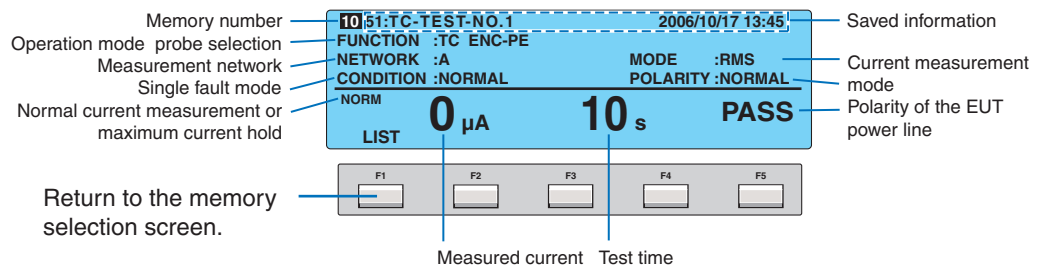 Memory number
Operation mode probe selection
Measurement network
Single fault mode
Normal current measurement or
maximum current hold
10 51:TC-TEST-NO.1 2006/10/17 13:45
FUNCTION :TC ENC-PE
NETWORK :A MODE :RMS
CONDITION :NORMAL POLARITY :NORMAL
NORM
0 µA 10 s PASS
LIST
Saved information
Current measurement
mode
Polarity of the EUT
power line
F1 F2 F3 F4 F5
Return to the memory
selection screen.
Measured current Test time